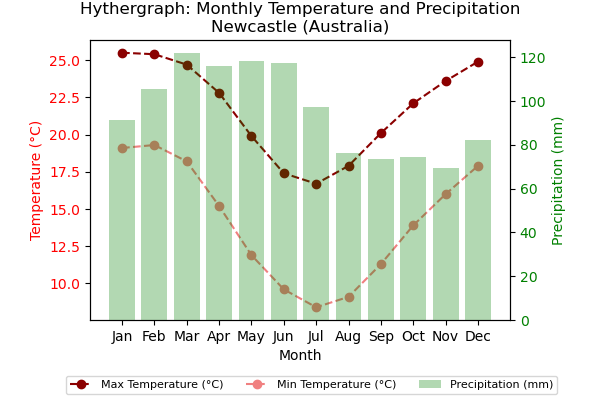 Hythergraph: Monthly Temperature and Precipitation
Newcastle (Australia)
Temperature (°C)
25.0
22.5
20.0
17.5
15.0
12.5
10.0
120
100
80
60
40
20
0
Precipitation (mm)
Jan Feb Mar Apr May Jun Jul Aug Sep Oct Nov Dec
Month
Max Temperature (°C) Min Temperature (°C) Precipitation (mm)